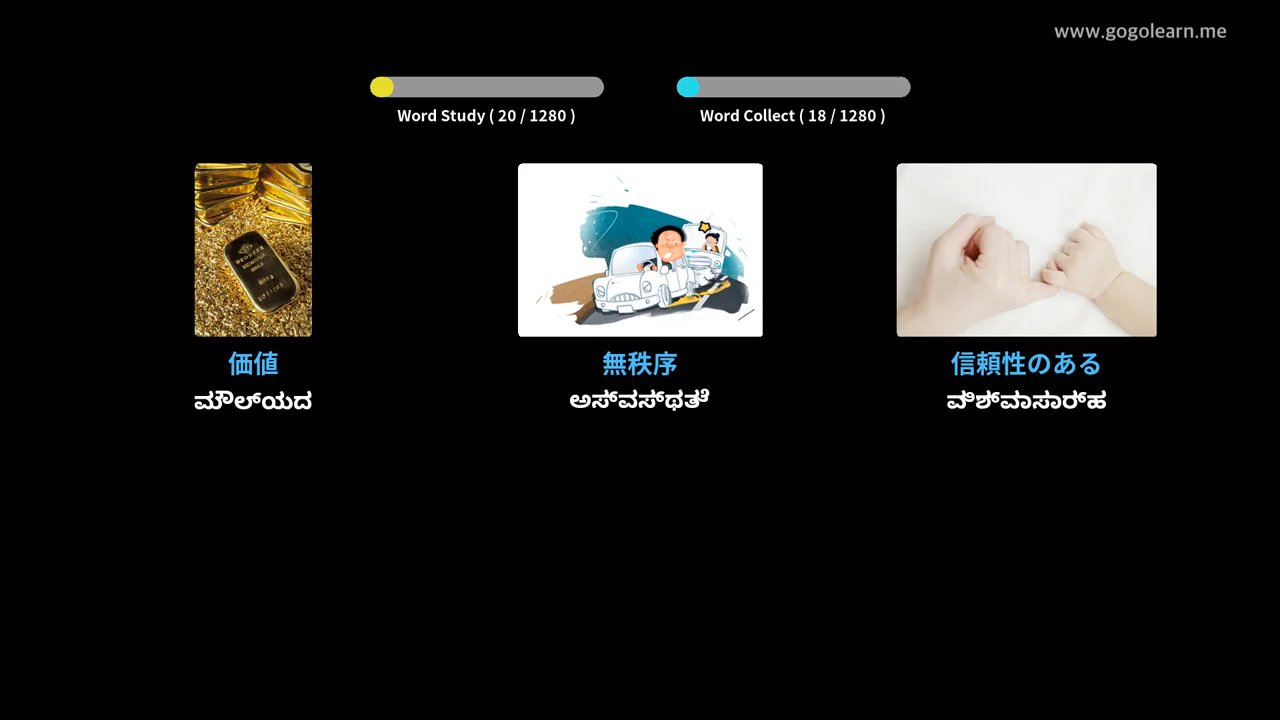 www.gogolearn.me
Word Study ( 20 / 1280 )
Word Collect ( 18 / 1280 )
価値
無秩序
信頼性のある
ಮೌಲ್ಯದ
ಅಸ್ವಸ್ಥತೆ
ವಿಶ್ವಾಸಾರ್ಹ